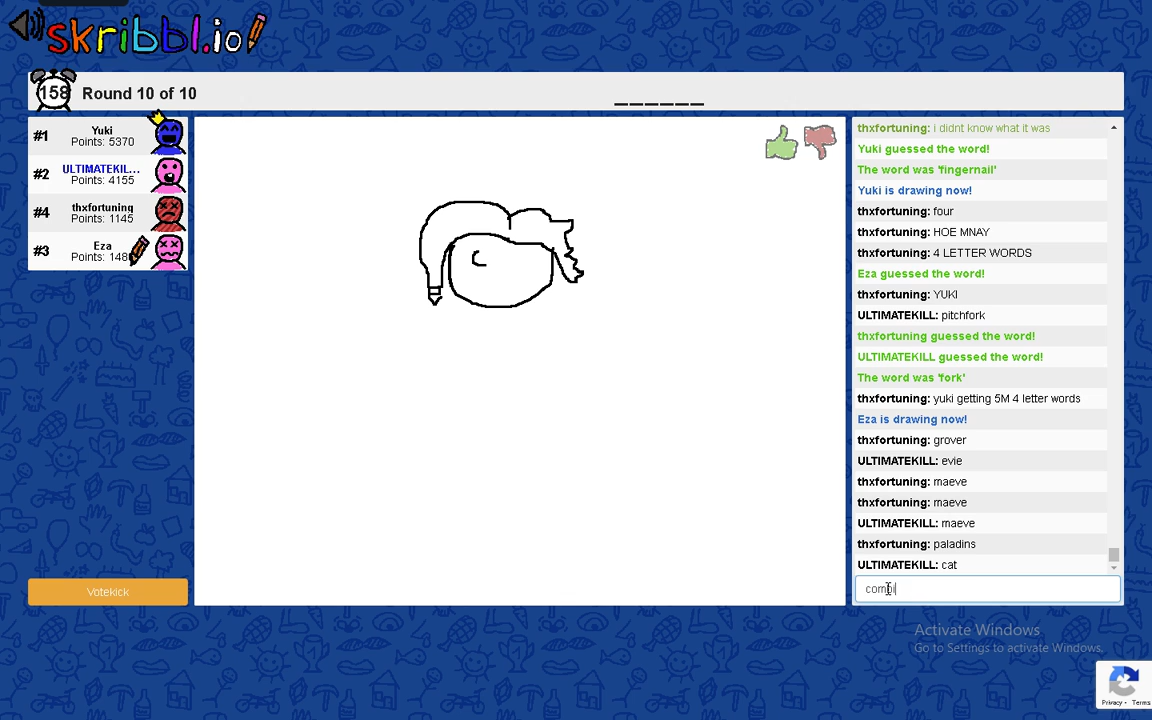 skribbl.io
158
Round 10 of 10
______
#1
Yuki
Points: 5370
#2
ULTIMATEKIL...
Points: 4155
#4
thxfortuning
Points: 1145
#3
Eza
Points: 148
Votekick
thxfortuning: i didnt know what it was
Yuki guessed the word!
The word was 'fingernail'
Yuki is drawing now!
thxfortuning: four
thxfortuning: HOE MNAY
thxfortuning: 4 LETTER WORDS
Eza guessed the word!
thxfortuning: YUKI
ULTIMATEKILL: pitchfork
thxfortuning guessed the word!
ULTIMATEKILL guessed the word!
The word was 'fork'
thxfortuning: yuki getting 5M 4 letter words
Eza is drawing now!
thxfortuning: grover
ULTIMATEKILL: evie
thxfortuning: maeve
thxfortuning: maeve
ULTIMATEKILL: maeve
thxfortuning: paladins
ULTIMATEKILL: cat
Activate Windows
Go to Settings to activate Windows.
Privacy - Terms